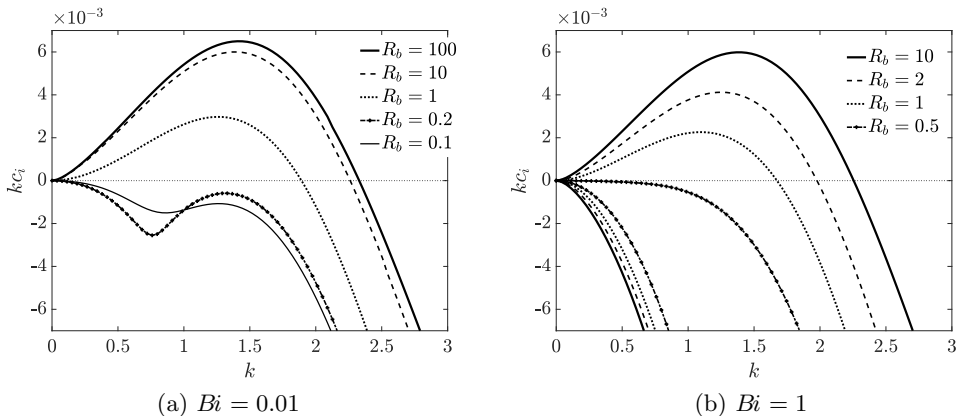 ×10⁻³
6
4
2
0
-2
-4
-6
kcᵢ
0
0.5
1
1.5
2
2.5
3
k
R_b = 100
R_b = 10
R_b = 1
R_b = 0.2
R_b = 0.1
(a) Bi = 0.01
×10⁻³
6
4
2
0
-2
-4
-6
kcᵢ
0
0.5
1
1.5
2
2.5
3
k
R_b = 10
R_b = 2
R_b = 1
R_b = 0.5
(b) Bi = 1